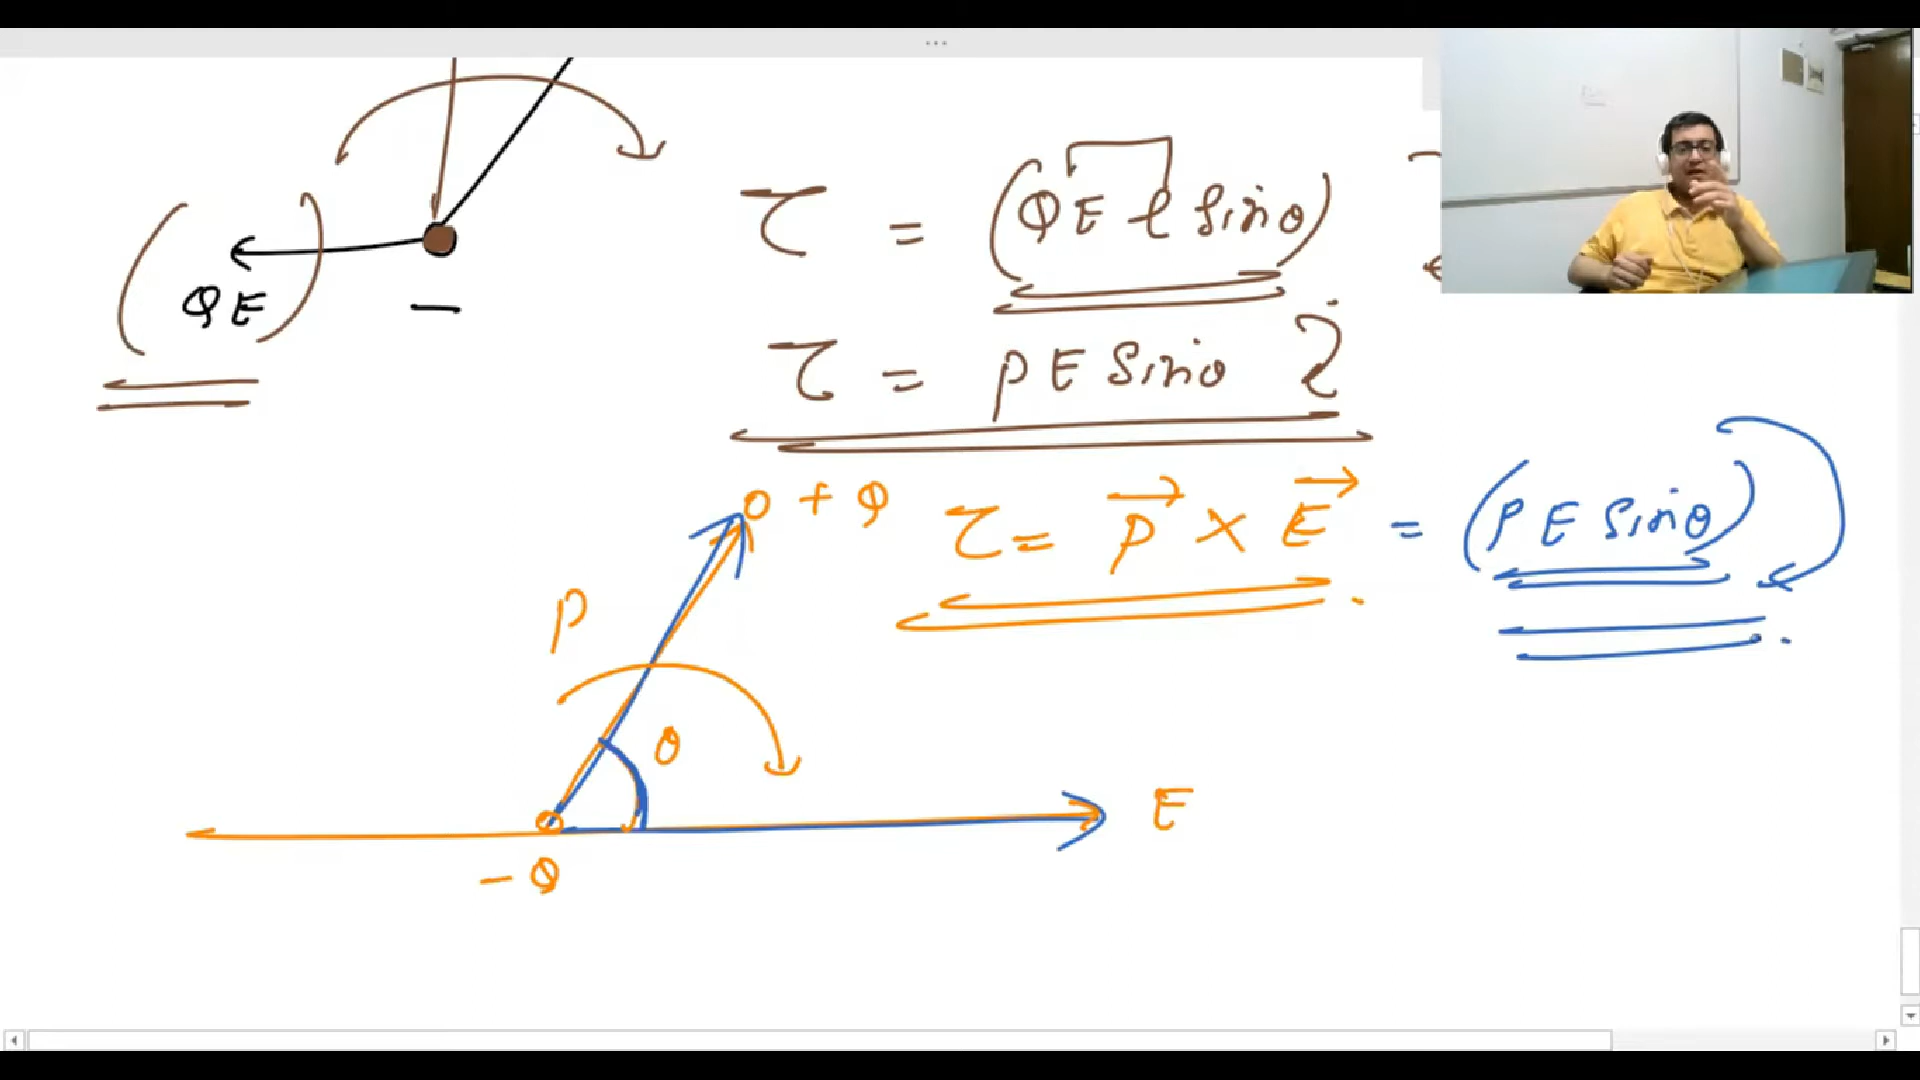 QE
−
τ = (QE l Sinθ)
τ = PE Sinθ }
+Q
τ = P⃗ × E⃗ = (PE Sinθ)
P
θ
E
−Q